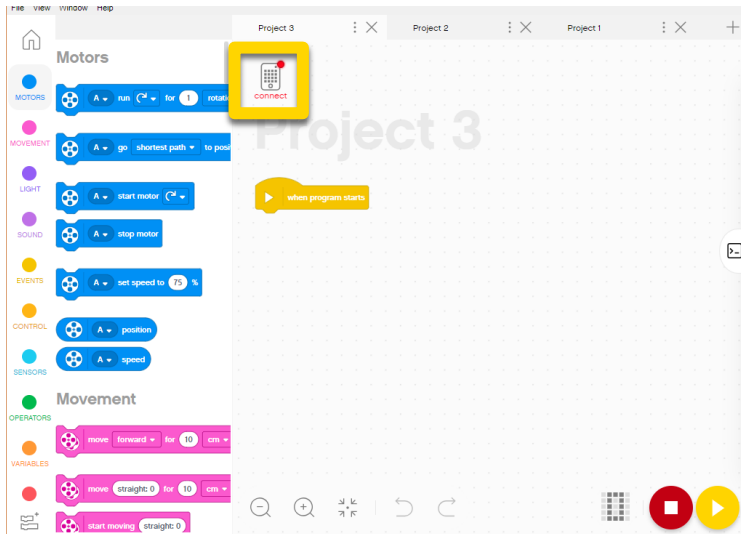 File View Window Help
Project 3
Project 2
Project 1
connect
Project 3
when program starts
MOTORS
MOVEMENT
LIGHT
SOUND
EVENTS
CONTROL
SENSORS
OPERATORS
VARIABLES
Motors
A run for 1
A go shortest path to
A start motor
A stop motor
A set speed to 75 %
A position
A speed
Movement
move forward for 10 cm
move straight: 0 for 10 cm
start moving straight: 0